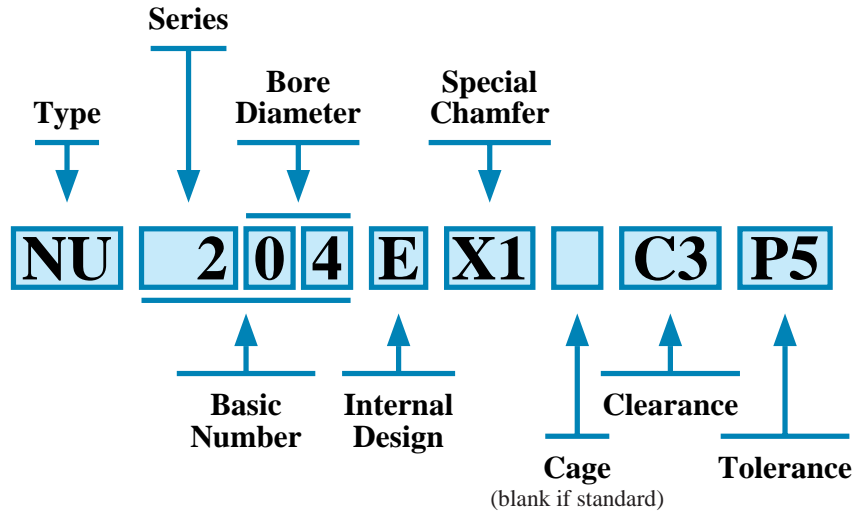 Series
Bore
Diameter
Special
Chamfer
Type
NU 2 0 4 E X1 C3 P5
Basic
Number
Internal
Design
Clearance
Cage
(blank if standard)
Tolerance